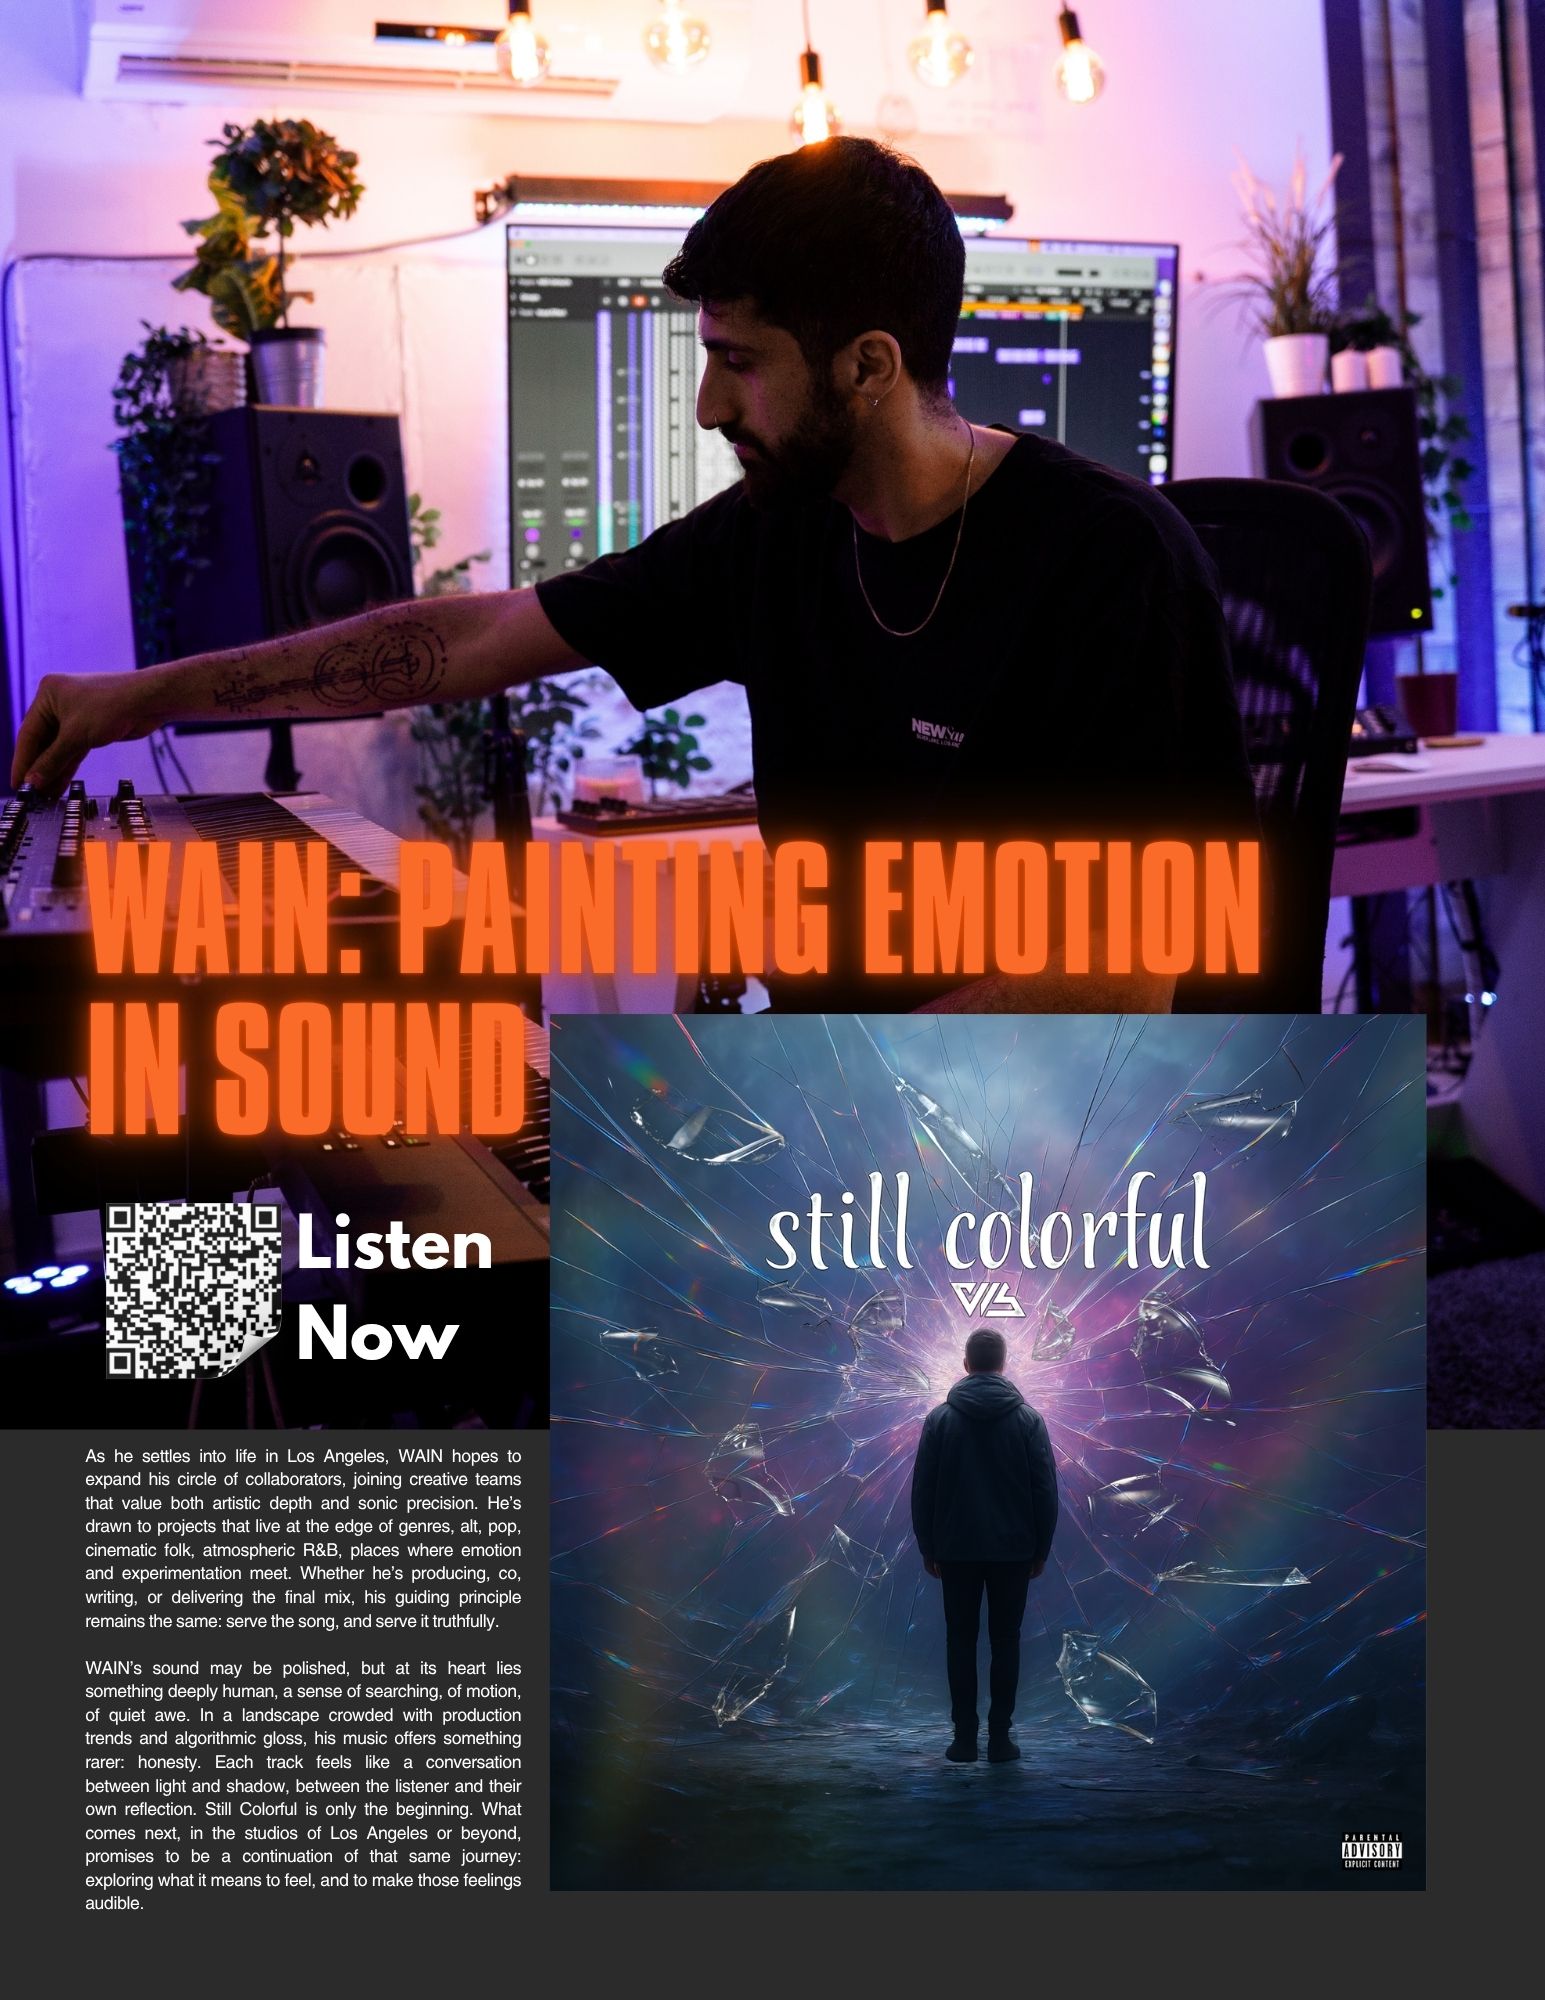 NEW
WAIN: PAINTING EMOTION
IN SOUND
Listen
Now
still colorful
As he settles into life in Los Angeles, WAIN hopes to
expand his circle of collaborators, joining creative teams
that value both artistic depth and sonic precision. He's
drawn to projects that live at the edge of genres, alt, pop,
cinematic folk, atmospheric R&B, places where emotion
and experimentation meet. Whether he's producing, co,
writing, or delivering the final mix, his guiding principle
remains the same: serve the song, and serve it truthfully.
WAIN's sound may be polished, but at its heart lies
something deeply human, a sense of searching, of motion,
of quiet awe. In a landscape crowded with production
trends and algorithmic gloss, his music offers something
rarer: honesty. Each track feels like a conversation
between light and shadow, between the listener and their
own reflection. Still Colorful is only the beginning. What
comes next, in the studios of Los Angeles or beyond,
promises to be a continuation of that same journey:
exploring what it means to feel, and to make those feelings
audible.
PARENTAL
ADVISORY
EXPLICIT CONTENT